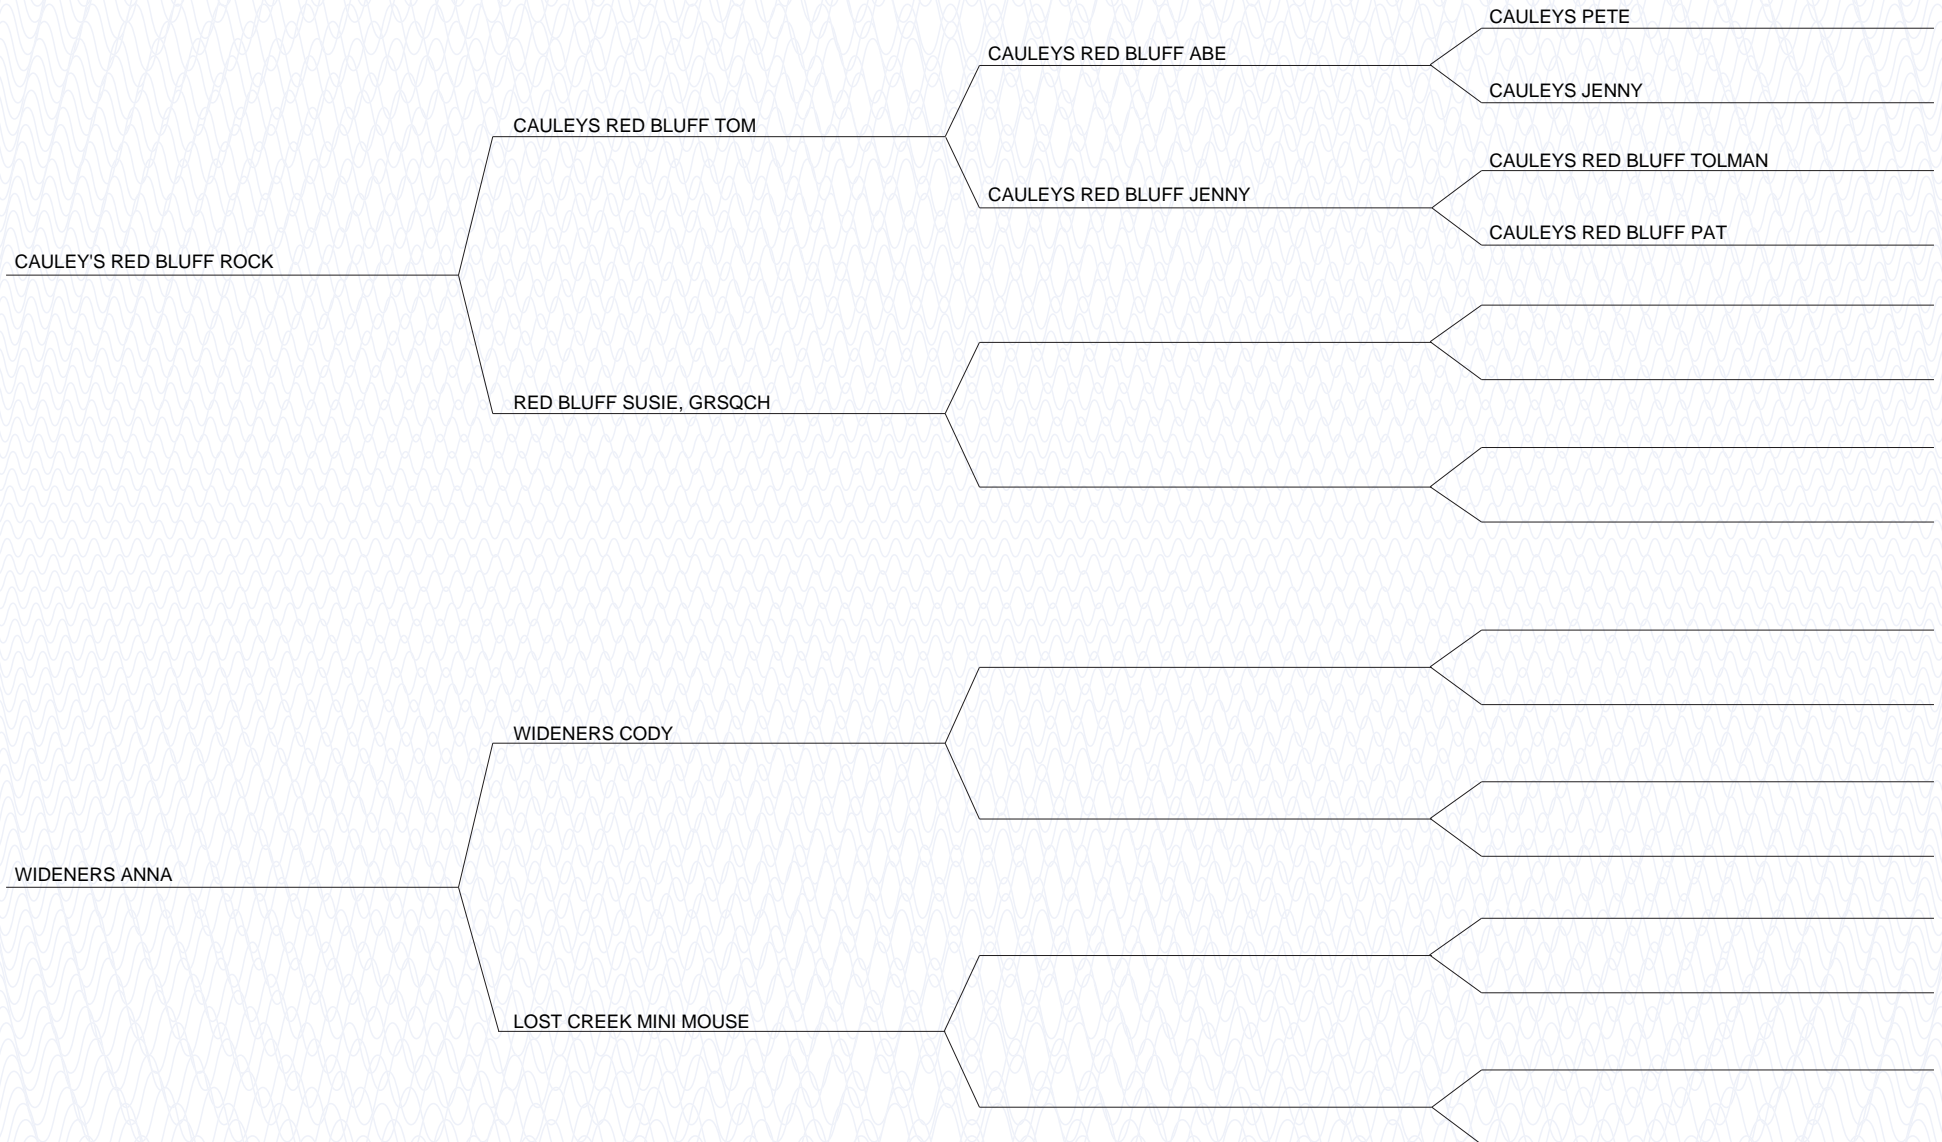 CAULEYS PETE
CAULEYS RED BLUFF ABE
CAULEYS JENNY
CAULEYS RED BLUFF TOM
CAULEYS RED BLUFF TOLMAN
CAULEYS RED BLUFF JENNY
CAULEYS RED BLUFF PAT
CAULEY'S RED BLUFF ROCK
RED BLUFF SUSIE, GRSQCH
WIDENERS CODY
WIDENERS ANNA
LOST CREEK MINI MOUSE